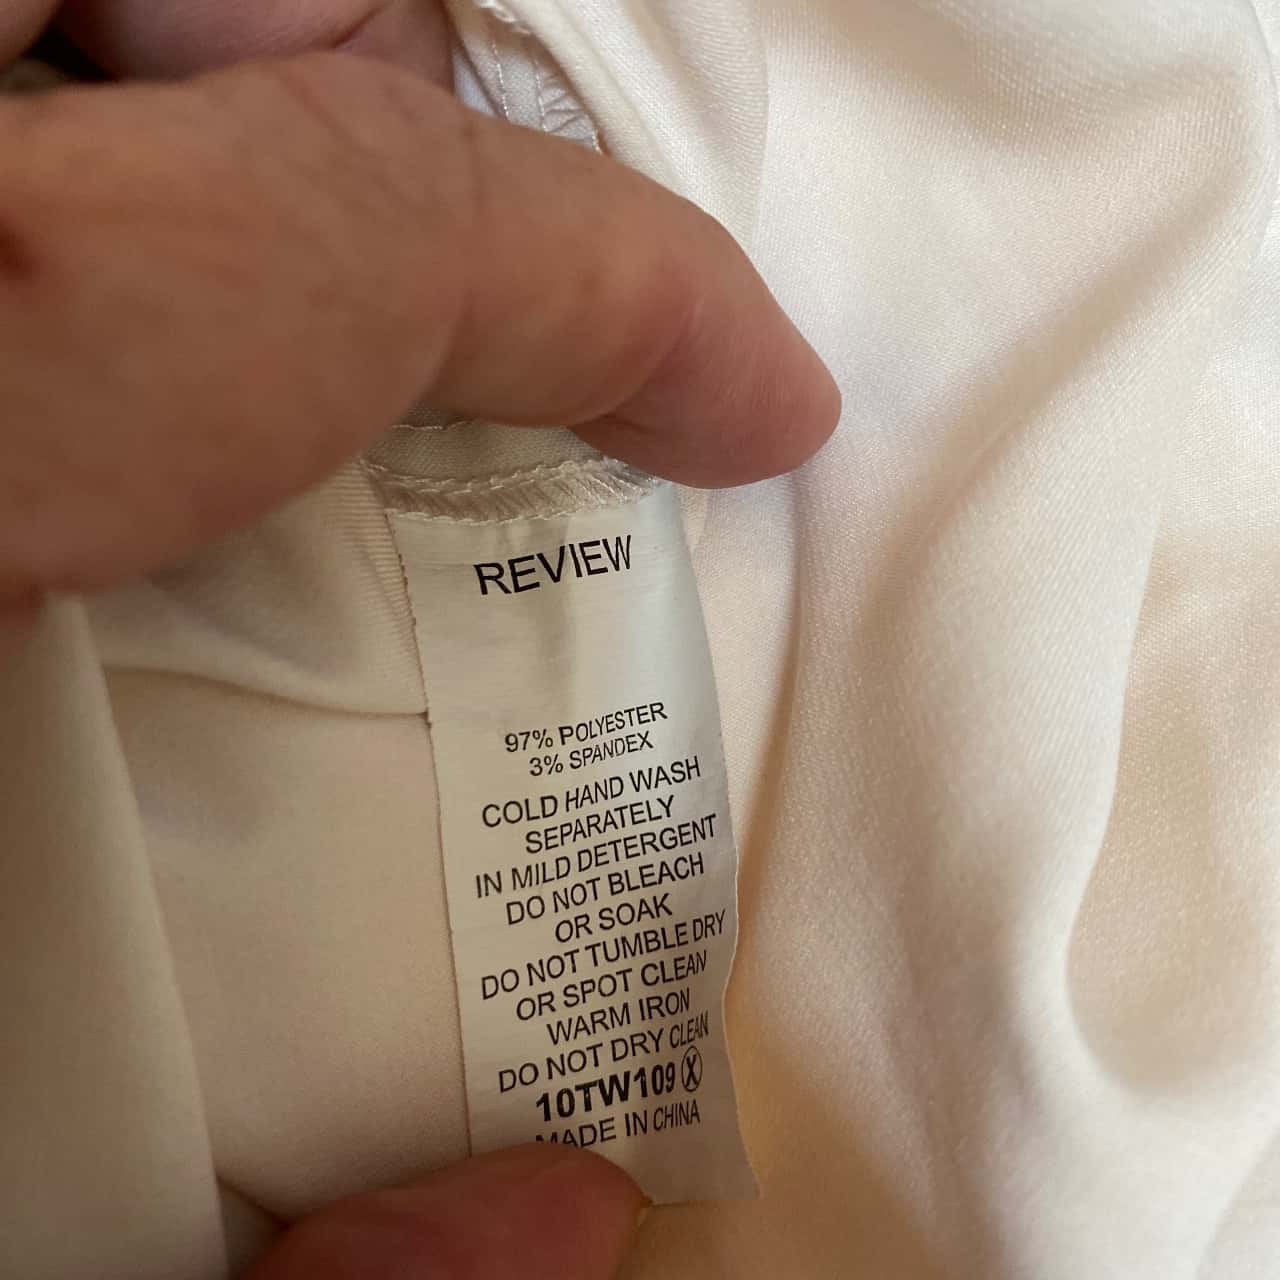 REVIEW
97% POLYESTER
3% SPANDEX
COLD HAND WASH
SEPARATELY
IN MILD DETERGENT
DO NOT BLEACH
OR SOAK
DO NOT TUMBLE DRY
OR SPOT CLEAN
WARM IRON
DO NOT DRY CLEAN
10TW109 Ⓧ
MADE IN CHINA